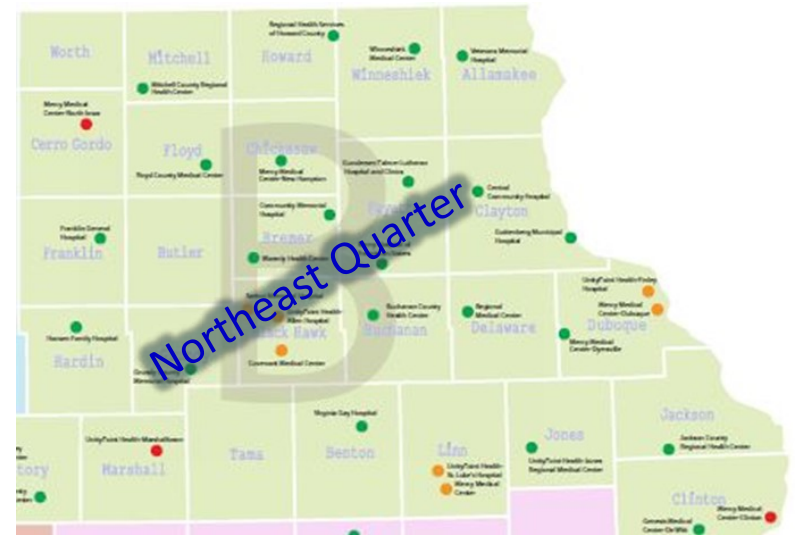 Regional Health Services
of Howard County
Worth
Mitchell
Howard
Winneshiek
Medical Center
Winneshiek
Veterans Memorial
Hospital
Allamakee
Mitchell County Regional
Health Center
Mercy Medical
Center-North Iowa
Cerro Gordo
Floyd
Floyd County Medical Center
Chickasaw
Mercy Medical
Center-New Hampton
Gundersen Palmer Lutheran
Hospital and Clinics
Central
Community Hospital
Clayton
Community Memorial
Hospital
Guttenberg Municipal
Hospital
Franklin General
Hospital
Franklin
Butler
Bremer
Waverly Health Center
B
Northeast Quarter
UnityPoint Health-Finley
Hospital
Mercy Medical
Center-Dubuque
Dubuque
Mercy Medical
Center-Dyersville
Regional
Medical Center
Delaware
Buchanan County
Health Center
Buchanan
UnityPoint Health-
Allen Hospital
Hawk
Covenant Medical Center
Hansen Family Hospital
Hardin
Hospital
Virginia Gay Hospital
Benton
Tama
UnityPoint Health-Marshalltown
Marshall
tory
Linn
UnityPoint Health-
St. Luke's Hospital
Mercy Medical
Center
Jones
UnityPoint Health-Jones
Regional Medical Center
Jackson
Jackson County
Regional Health Center
Clinton
Mercy Medical
Center-Clinton
Genesis Medical
Center-DeWitt